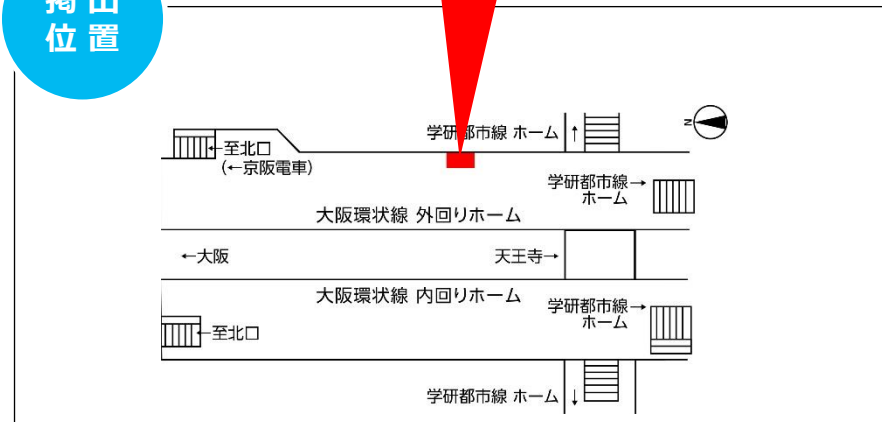 掲出
位置
学研都市線 ホーム ↑
N
←至北口
(←京阪電車)
学研都市線→
ホーム
大阪環状線 外回りホーム
←大阪
天王寺→
大阪環状線 内回りホーム
学研都市線→
ホーム
←至北口
学研都市線 ホーム ↓